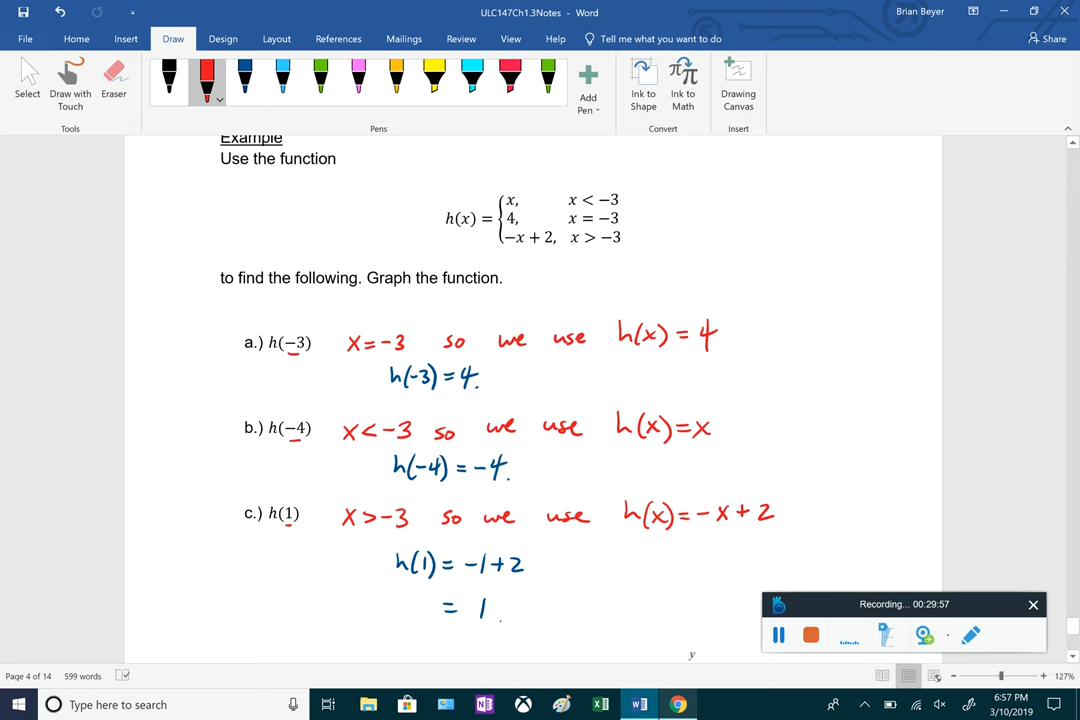 ULC147Ch1.3Notes - Word
Brian Beyer
File Home Insert Draw Design Layout References Mailings Review View Help Tell me what you want to do Share
Select Draw with Touch Eraser Add Pen Ink to Shape Ink to Math Drawing Canvas
Tools Pens Convert Insert
Example
Use the function
h(x) = { x, x < −3
4, x = −3
−x + 2, x > −3
to find the following. Graph the function.
a.) h(−3) x = -3 so we use h(x) = 4
h(-3) = 4.
b.) h(−4) x < -3 so we use h(x) = x
h(-4) = -4.
c.) h(1) x > -3 so we use h(x) = -x + 2
h(1) = -1 + 2
= 1.
Recording... 00:29:57
y
Page 4 of 14 599 words 127%
Type here to search
6:57 PM
3/10/2019